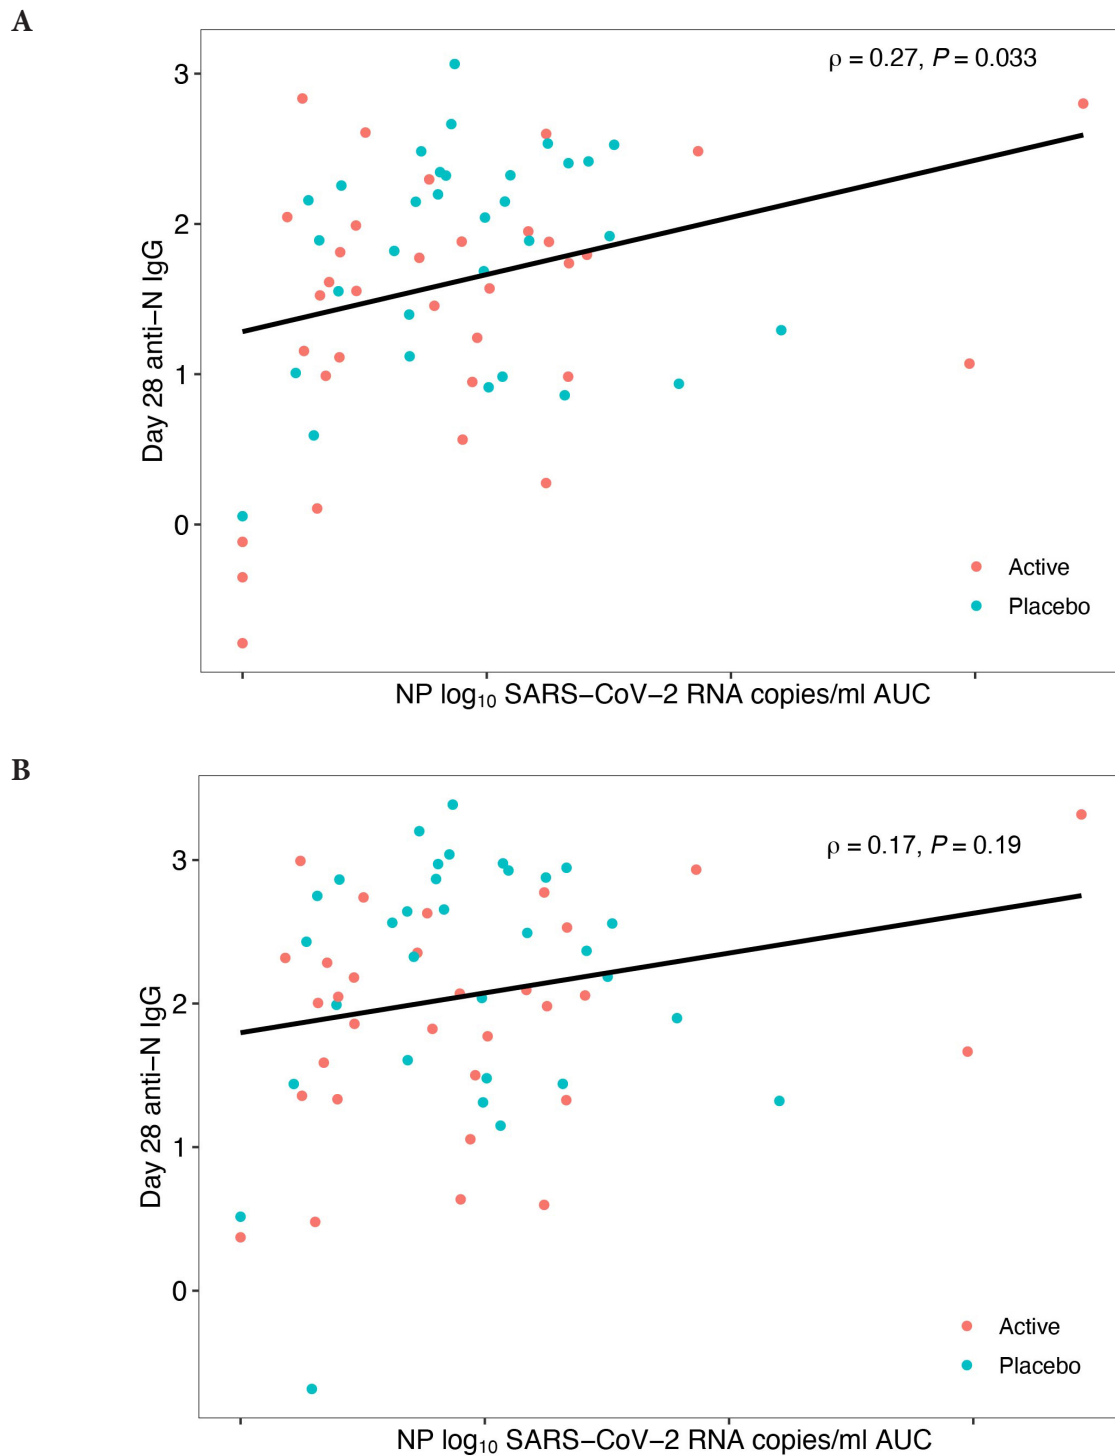 A
ρ = 0.27, P = 0.033
3
2
1
0
Day 28 anti−N IgG
Active
Placebo
NP log₁₀ SARS−CoV−2 RNA copies/ml AUC
B
ρ = 0.17, P = 0.19
3
2
1
0
Day 28 anti−N IgG
Active
Placebo
NP log₁₀ SARS−CoV−2 RNA copies/ml AUC